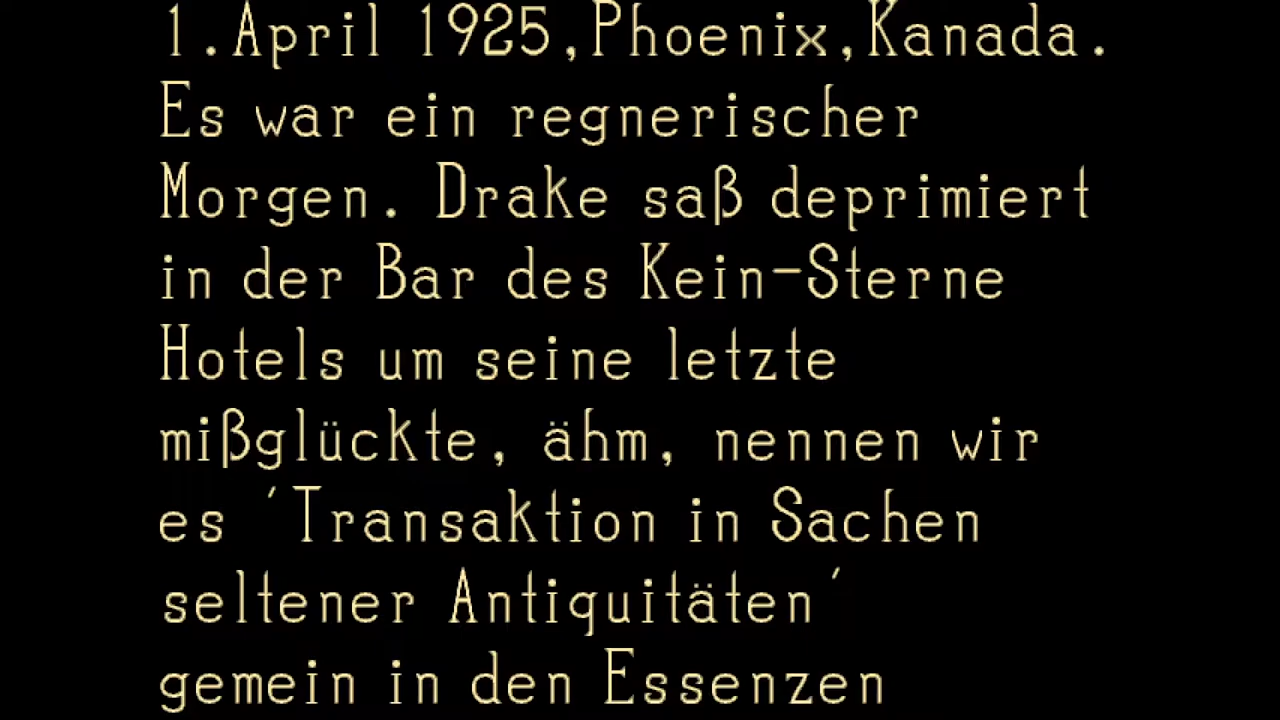 1.April 1925,Phoenix,Kanada.
Es war ein regnerischer
Morgen. Drake saß deprimiert
in der Bar des Kein-Sterne
Hotels um seine letzte
mißglückte, ähm, nennen wir
es ´Transaktion in Sachen
seltener Antiquitäten´
gemein in den Essenzen